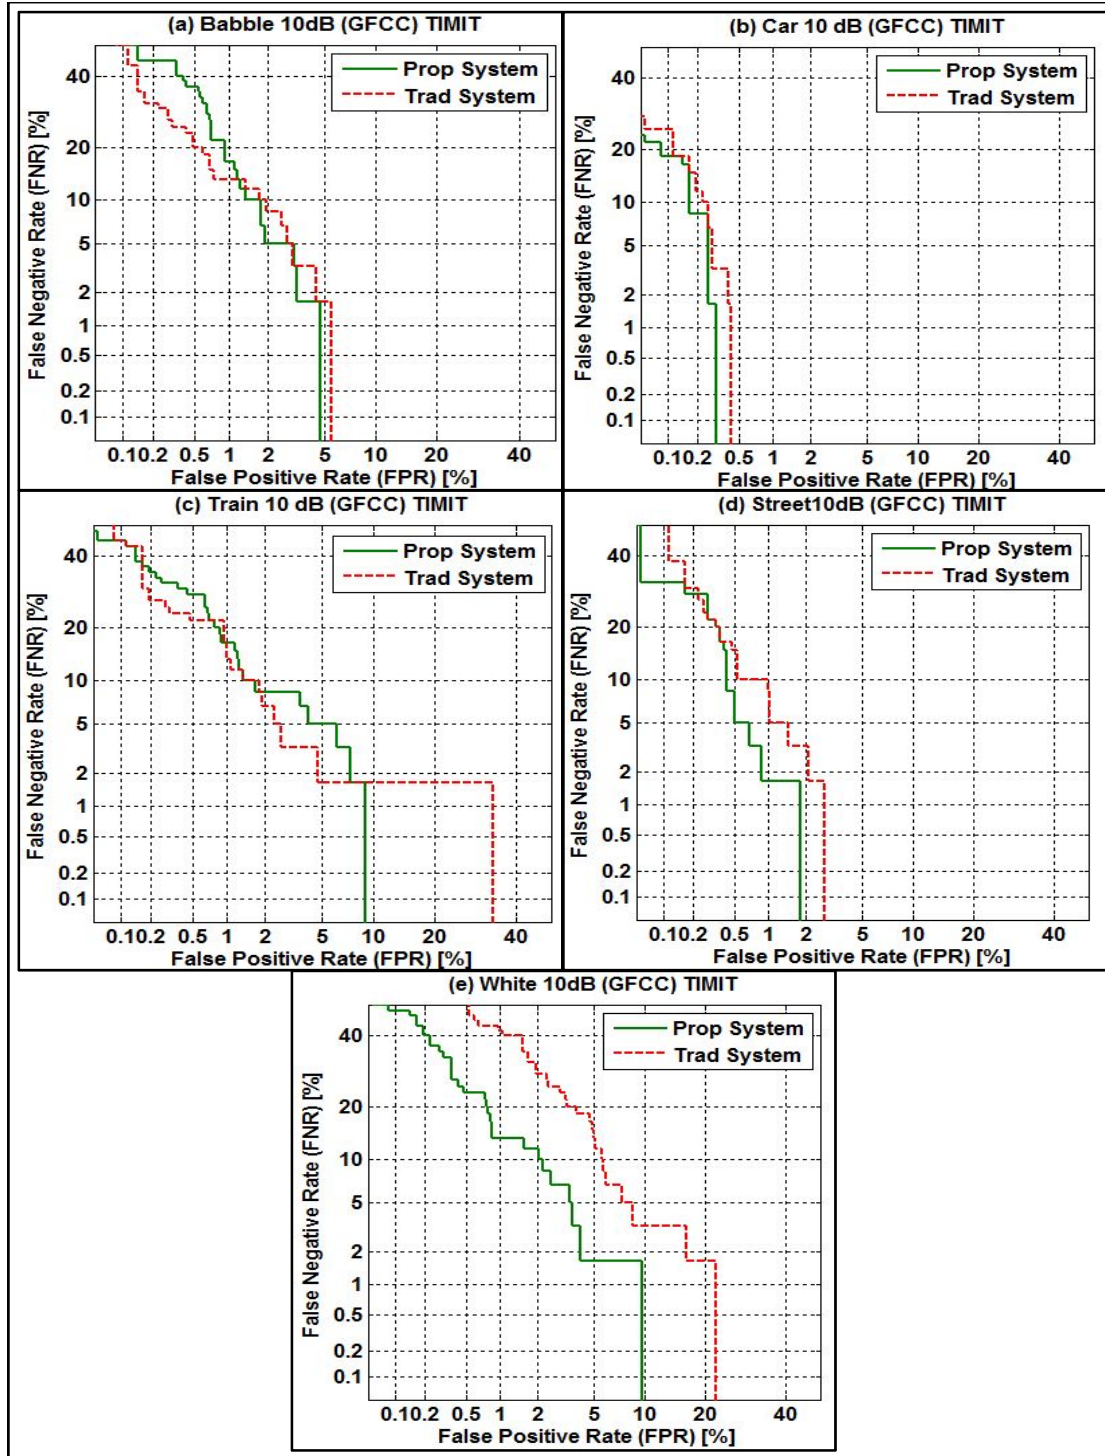 (a) Babble 10dB (GFCC) TIMIT
Prop System
Trad System
False Negative Rate (FNR) [%]
40
20
10
5
2
1
0.5
0.2
0.1
0.1 0.2 0.5 1 2 5 10 20 40
False Positive Rate (FPR) [%]
(b) Car 10 dB (GFCC) TIMIT
Prop System
Trad System
False Negative Rate (FNR) [%]
40
20
10
5
2
1
0.5
0.2
0.1
0.1 0.2 0.5 1 2 5 10 20 40
False Positive Rate (FPR) [%]
(c) Train 10 dB (GFCC) TIMIT
Prop System
Trad System
False Negative Rate (FNR) [%]
40
20
10
5
2
1
0.5
0.2
0.1
0.1 0.2 0.5 1 2 5 10 20 40
False Positive Rate (FPR) [%]
(d) Street10dB (GFCC) TIMIT
Prop System
Trad System
False Negative Rate (FNR) [%]
40
20
10
5
2
1
0.5
0.2
0.1
0.1 0.2 0.5 1 2 5 10 20 40
False Positive Rate (FPR) [%]
(e) White 10dB (GFCC) TIMIT
Prop System
Trad System
False Negative Rate (FNR) [%]
40
20
10
5
2
1
0.5
0.2
0.1
0.1 0.2 0.5 1 2 5 10 20 40
False Positive Rate (FPR) [%]